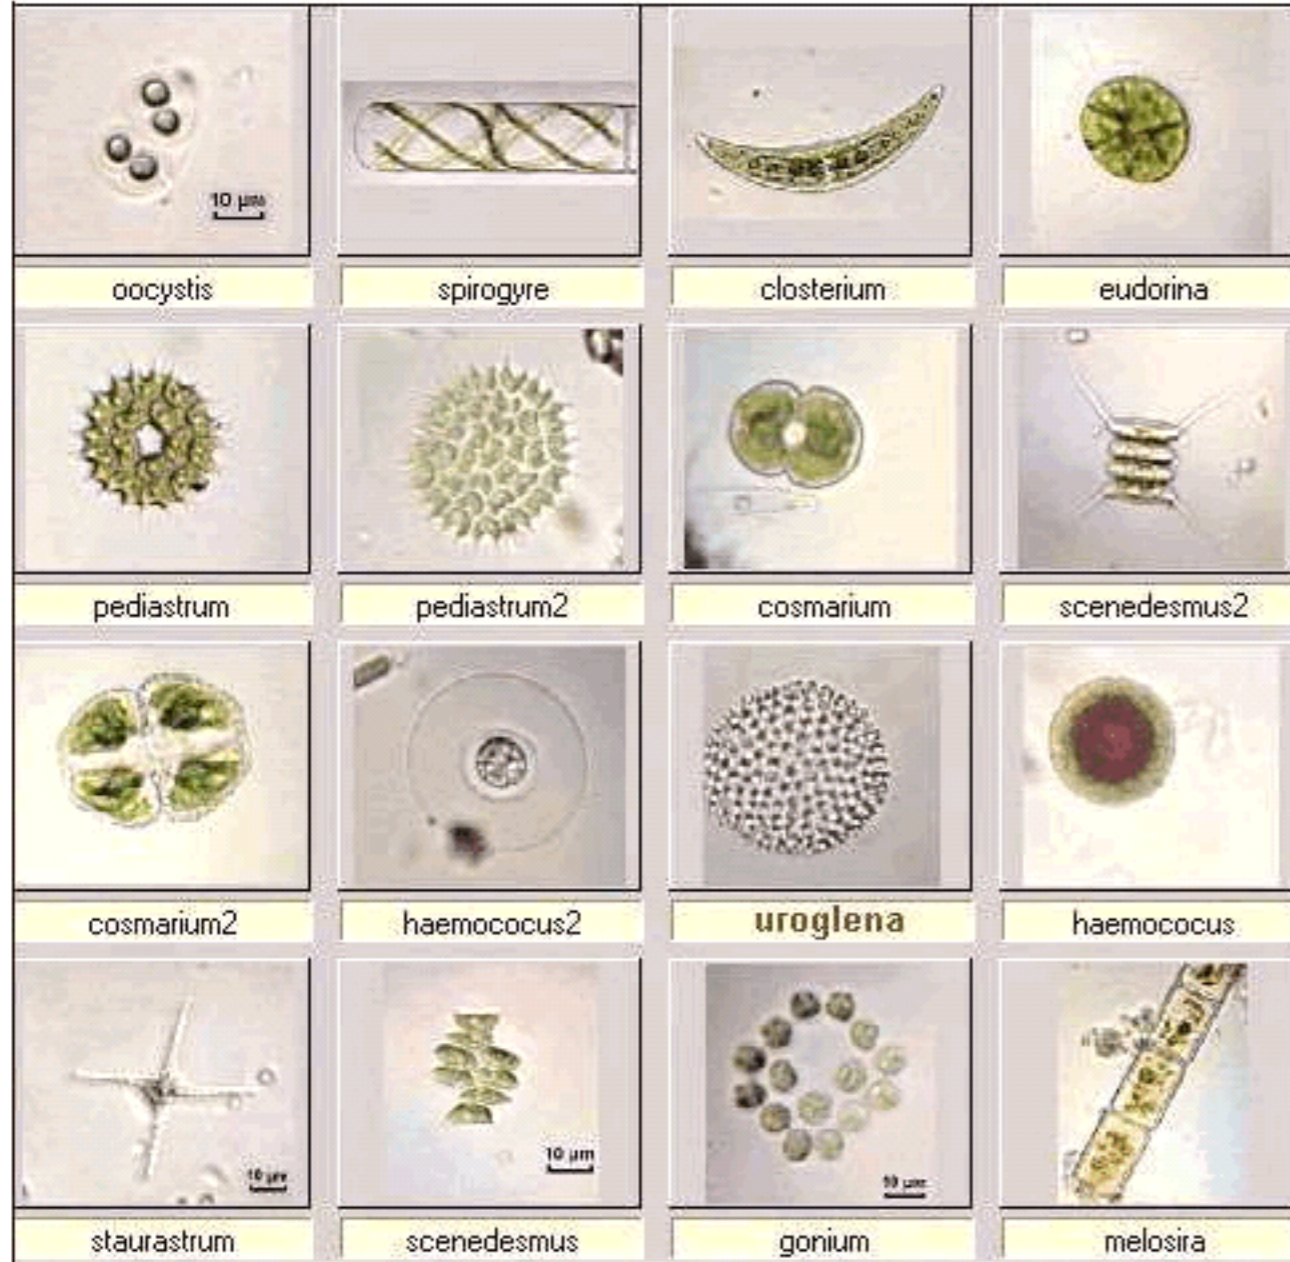 10 µm
oocystis
spirogyre
closterium
eudorina
pediastrum
pediastrum2
cosmarium
scenedesmus2
cosmarium2
haemococus2
uroglena
haemococus
10 µm
10 µm
10 µm
staurastrum
scenedesmus
gonium
melosira